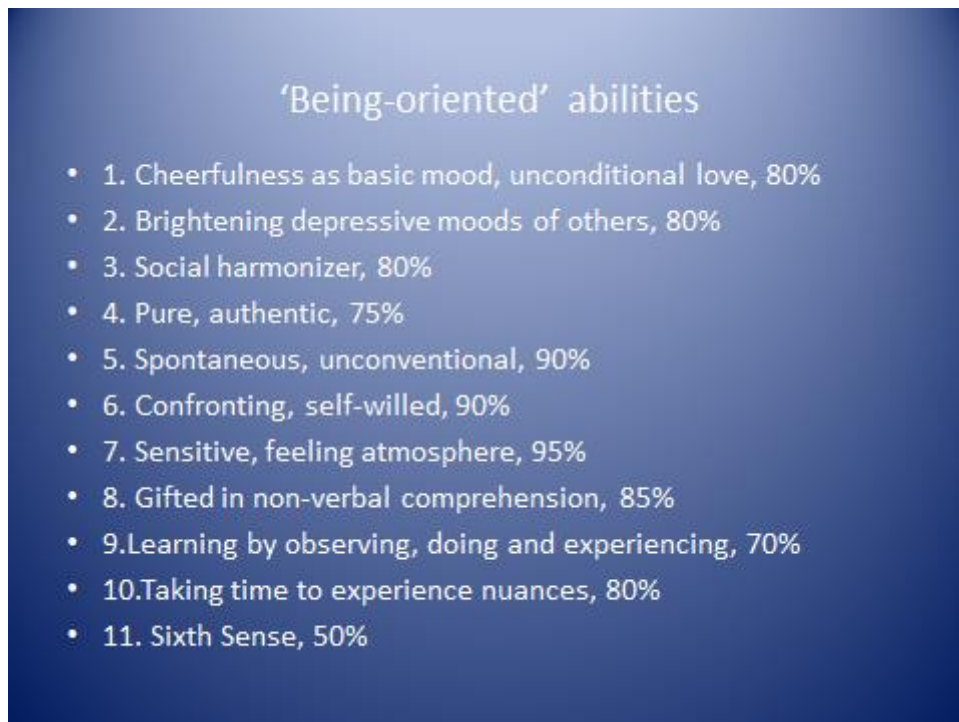 ‘Being-oriented’ abilities
• 1. Cheerfulness as basic mood, unconditional love, 80%
• 2. Brightening depressive moods of others, 80%
• 3. Social harmonizer, 80%
• 4. Pure, authentic, 75%
• 5. Spontaneous, unconventional, 90%
• 6. Confronting, self-willed, 90%
• 7. Sensitive, feeling atmosphere, 95%
• 8. Gifted in non-verbal comprehension, 85%
• 9.Learning by observing, doing and experiencing, 70%
• 10.Taking time to experience nuances, 80%
• 11. Sixth Sense, 50%